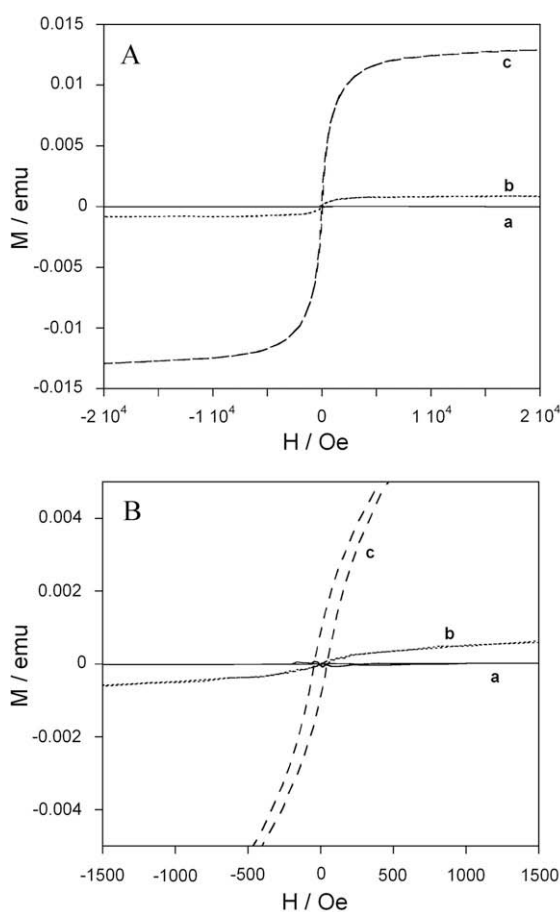 A
M / emu
0.015
0.01
0.005
0
-0.005
-0.01
-0.015
c
b
a
-2 10⁴
-1 10⁴
0
1 10⁴
2 10⁴
H / Oe
B
M / emu
0.004
0.002
0
-0.002
-0.004
c
b
a
-1500
-1000
-500
0
500
1000
1500
H / Oe